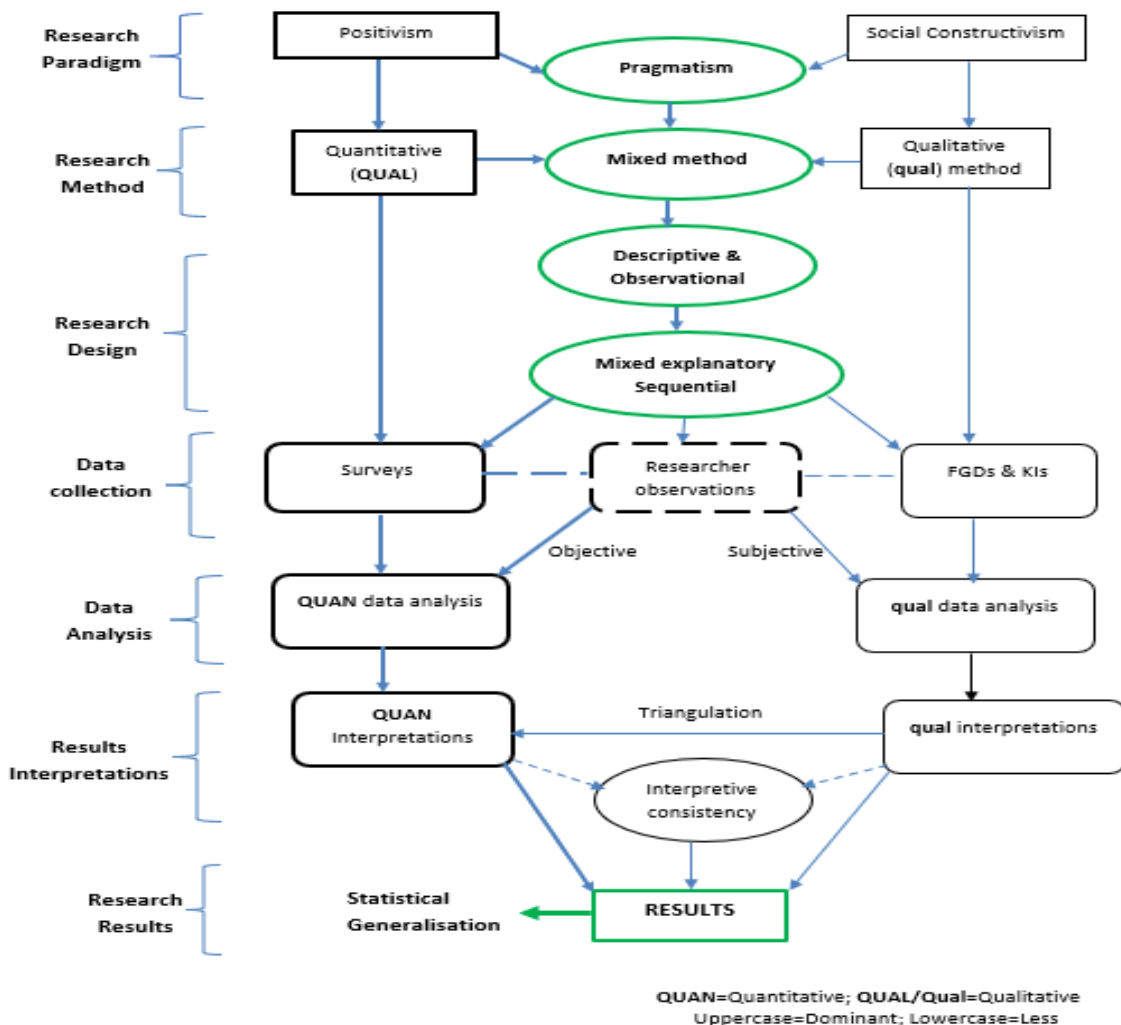 Research
Paradigm
Positivism
Pragmatism
Social Constructivism
Research
Method
Quantitative
(QUAL)
Mixed method
Qualitative
(qual) method
Descriptive &
Observational
Research
Design
Mixed explanatory
Sequential
Data
collection
Surveys
Researcher
observations
FGDs & KIs
Objective
Subjective
Data
Analysis
QUAN data analysis
qual data analysis
Results
Interpretations
QUAN
Interpretations
Triangulation
qual interpretations
Interpretive
consistency
Research
Results
Statistical
Generalisation
RESULTS
QUAN=Quantitative; QUAL/Qual=Qualitative
Uppercase=Dominant; Lowercase=Less